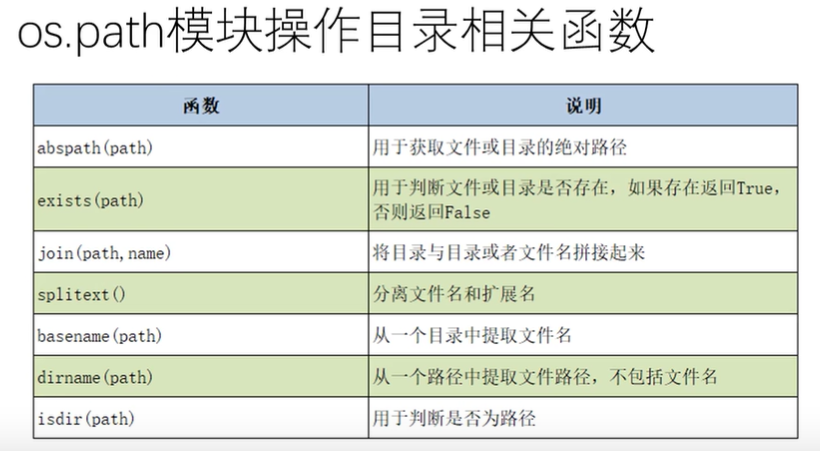 os.path模块操作目录相关函数
函数 说明
abspath(path) 用于获取文件或目录的绝对路径
exists(path) 用于判断文件或目录是否存在，如果存在返回True，
否则返回False
join(path,name) 将目录与目录或者文件名拼接起来
splitext() 分离文件名和扩展名
basename(path) 从一个目录中提取文件名
dirname(path) 从一个路径中提取文件路径，不包括文件名
isdir(path) 用于判断是否为路径